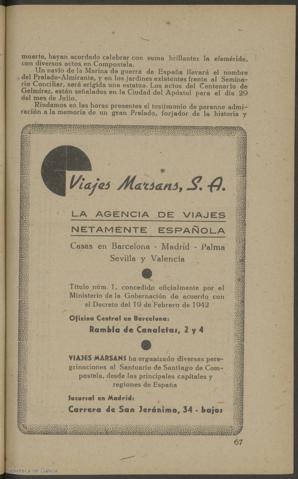 muerte, hayan acordado celebrar con suma brillantez la efeméride,
con diversos actos en Compostela.
Un navío de la Marina de guerra de España llevará el nombre
del Prelado-Almirante, y en los jardines existentes frente al Semina-
rio Conciliar, será erigida una estatua. Los actos del Centenario de
Gelmírez, están señalados en la Ciudad del Apóstol para el día 29
del mes de Julio.
Rindamos en las horas presentes el testimonio de perenne admi-
ración a la memoria de un gran Prelado, forjador de la historia y
Viajes Marsans, S. A.
LA AGENCIA DE VIAJES
NETAMENTE ESPAÑOLA
Casas en Barcelona - Madrid - Palma
Sevilla y Valencia
Título núm. 1, concedido oficialmente por el
Ministerio de la Gobernación de acuerdo con
el Decreto del 19 de Febrero de 1942
Oficina Central en Barcelona:
Rambla de Canaletas, 2 y 4
VIAJES MARSANS ha organizado diversas pere-
grinaciones al Santuario de Santiago de Com-
postela, desde las principales capitales y
regiones de España
Sucursal en Madrid:
Carrera de San Jerónimo, 34 - bajos
67
Biblioteca de Galicia